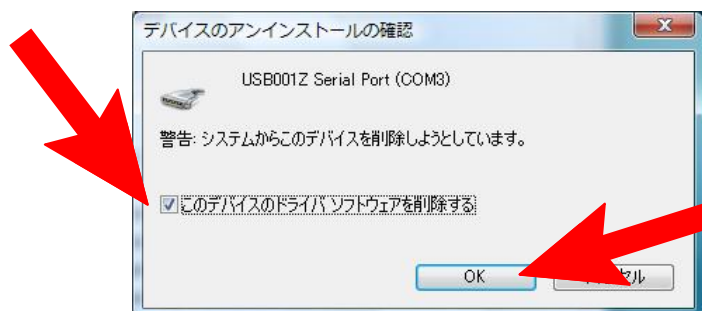 デバイスのアンインストールの確認
USB001Z Serial Port (COM3)
警告: システムからこのデバイスを削除しようとしています。
このデバイスのドライバ ソフトウェアを削除する
OK